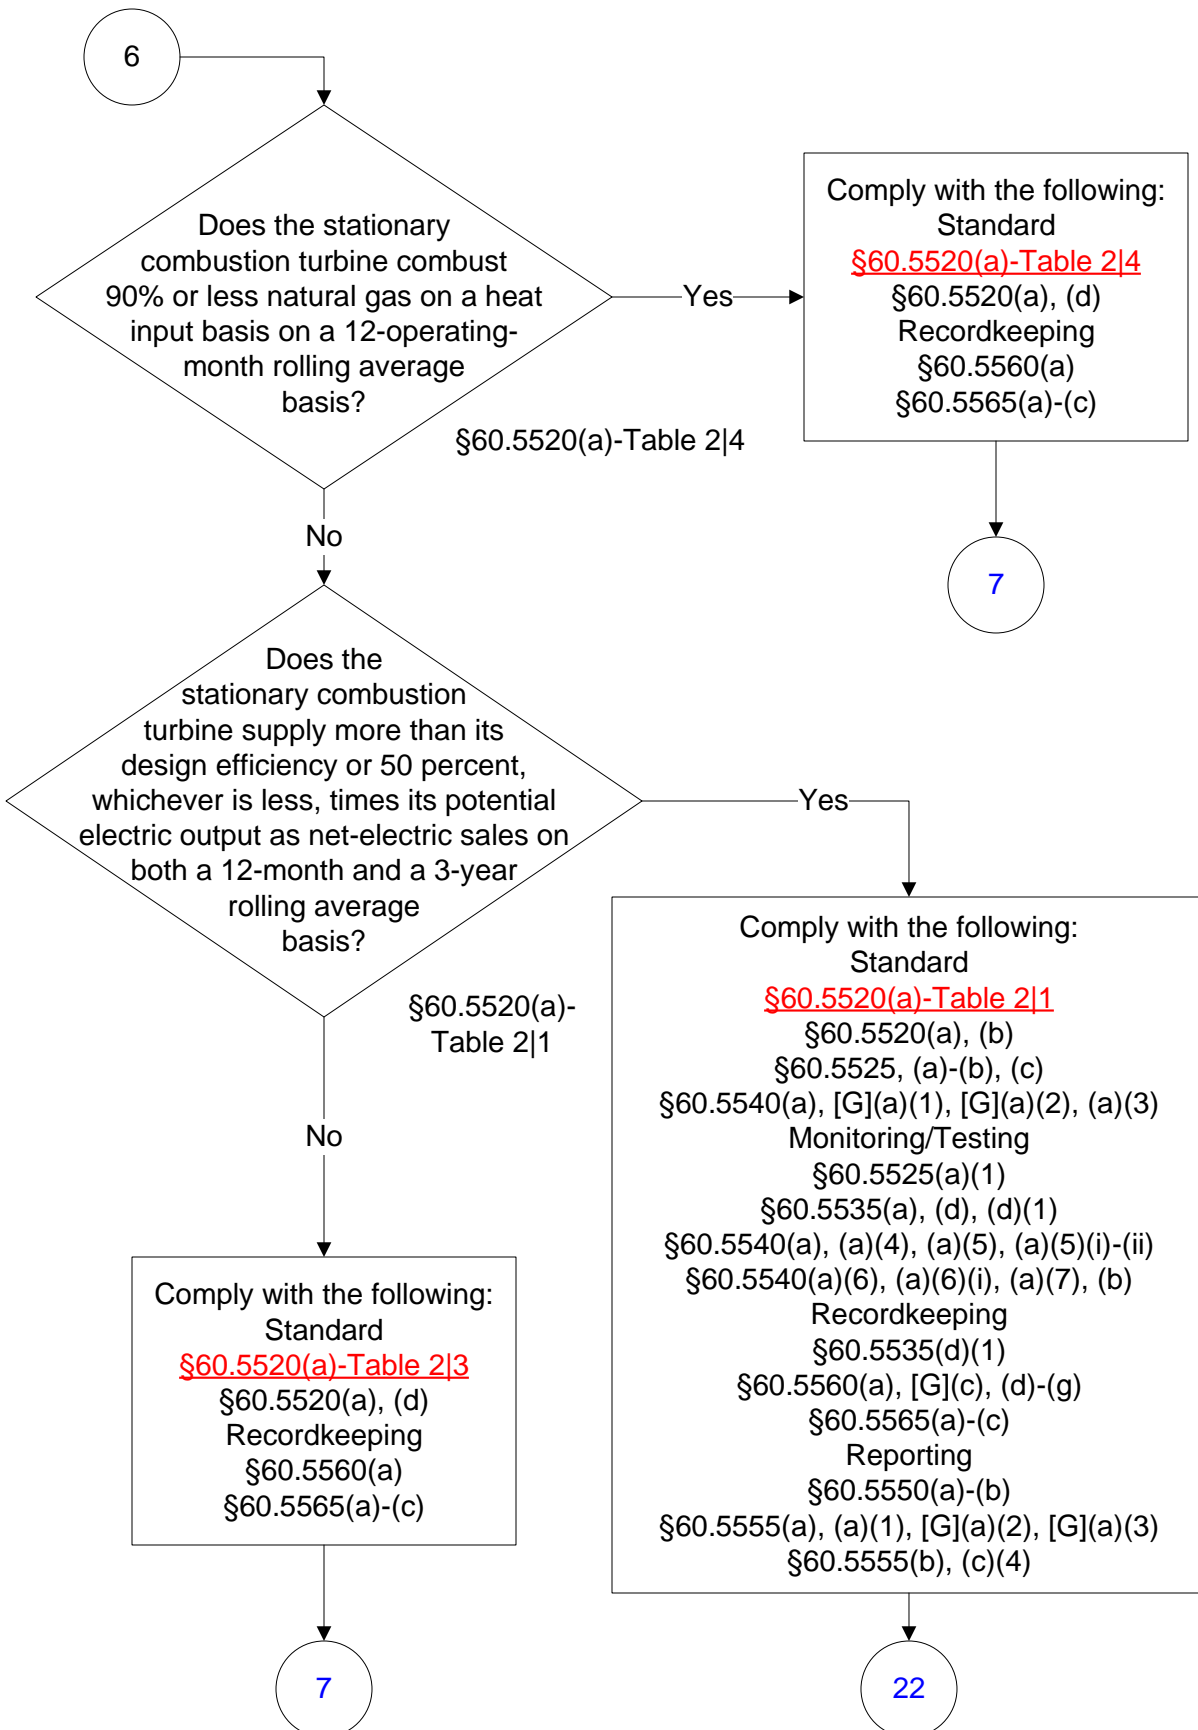 6
Does the stationary
combustion turbine combust
90% or less natural gas on a heat
input basis on a 12-operating-
month rolling average
basis?
§60.5520(a)-Table 2|4
Yes
Comply with the following:
Standard
§60.5520(a)-Table 2|4
§60.5520(a), (d)
Recordkeeping
§60.5560(a)
§60.5565(a)-(c)
7
No
Does the
stationary combustion
turbine supply more than its
design efficiency or 50 percent,
whichever is less, times its potential
electric output as net-electric sales on
both a 12-month and a 3-year
rolling average
basis?
§60.5520(a)-
Table 2|1
Yes
Comply with the following:
Standard
§60.5520(a)-Table 2|1
§60.5520(a), (b)
§60.5525, (a)-(b), (c)
§60.5540(a), [G](a)(1), [G](a)(2), (a)(3)
Monitoring/Testing
§60.5525(a)(1)
§60.5535(a), (d), (d)(1)
§60.5540(a), (a)(4), (a)(5), (a)(5)(i)-(ii)
§60.5540(a)(6), (a)(6)(i), (a)(7), (b)
Recordkeeping
§60.5535(d)(1)
§60.5560(a), [G](c), (d)-(g)
§60.5565(a)-(c)
Reporting
§60.5550(a)-(b)
§60.5555(a), (a)(1), [G](a)(2), [G](a)(3)
§60.5555(b), (c)(4)
22
No
Comply with the following:
Standard
§60.5520(a)-Table 2|3
§60.5520(a), (d)
Recordkeeping
§60.5560(a)
§60.5565(a)-(c)
7